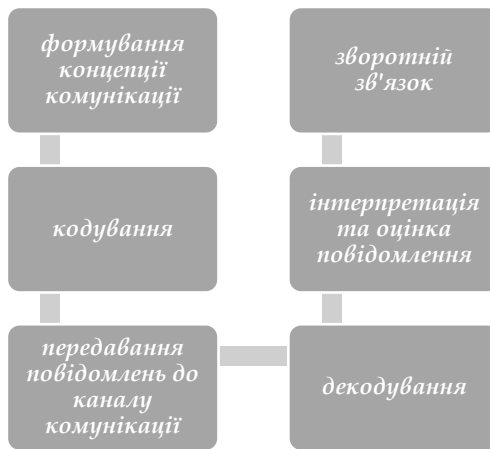 формування
концепції
комунікації
кодування
передавання
повідомлень до
каналу
комунікації
декодування
інтерпретація
та оцінка
повідомлення
зворотній
зв'язок